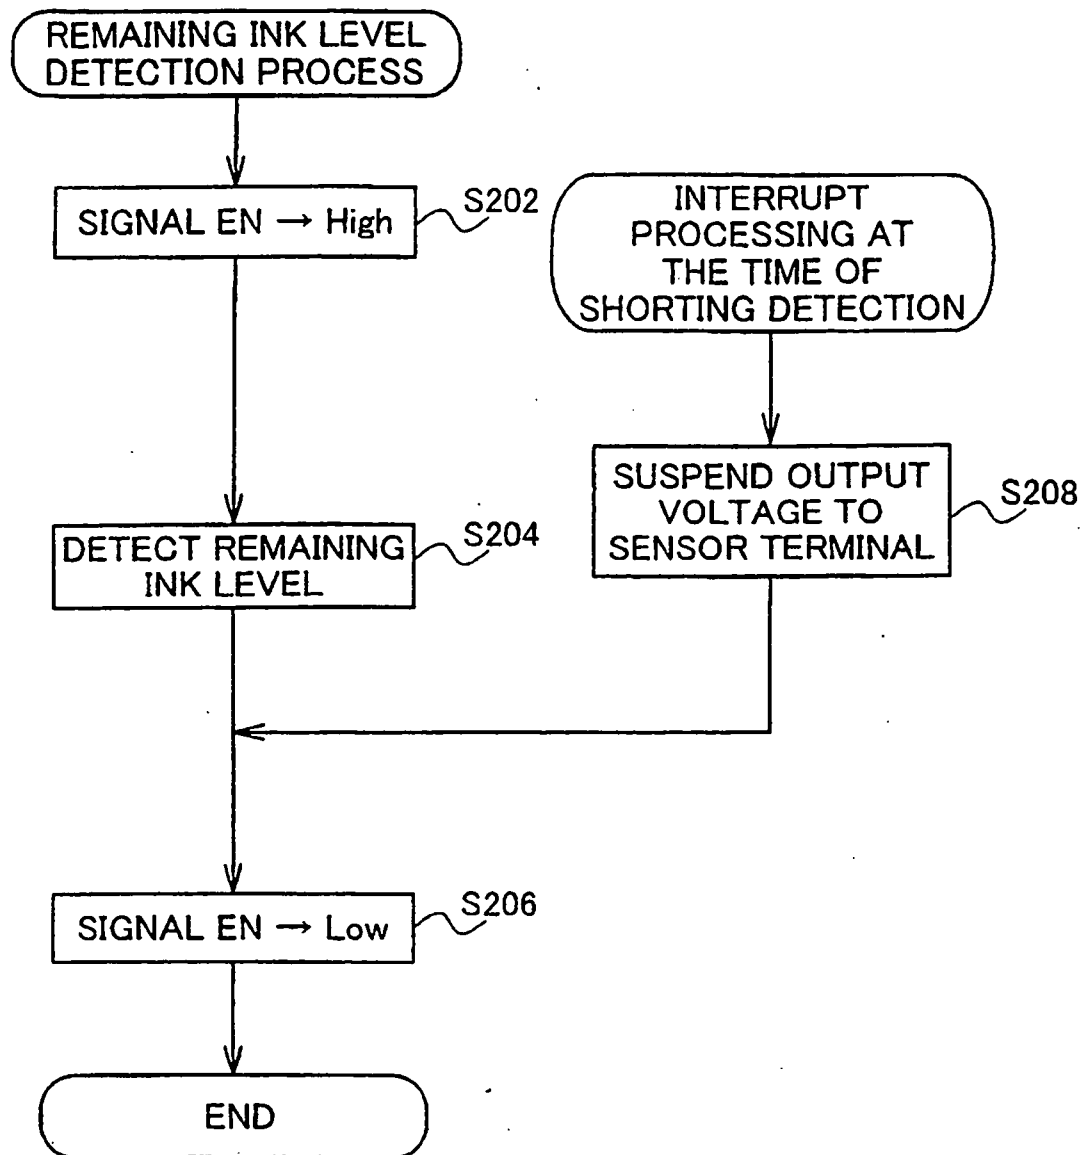 REMAINING INK LEVEL
DETECTION PROCESS
SIGNAL EN → High
S202
INTERRUPT
PROCESSING AT
THE TIME OF
SHORTING DETECTION
SUSPEND OUTPUT
VOLTAGE TO
SENSOR TERMINAL
S208
DETECT REMAINING
INK LEVEL
S204
SIGNAL EN → Low
S206
END